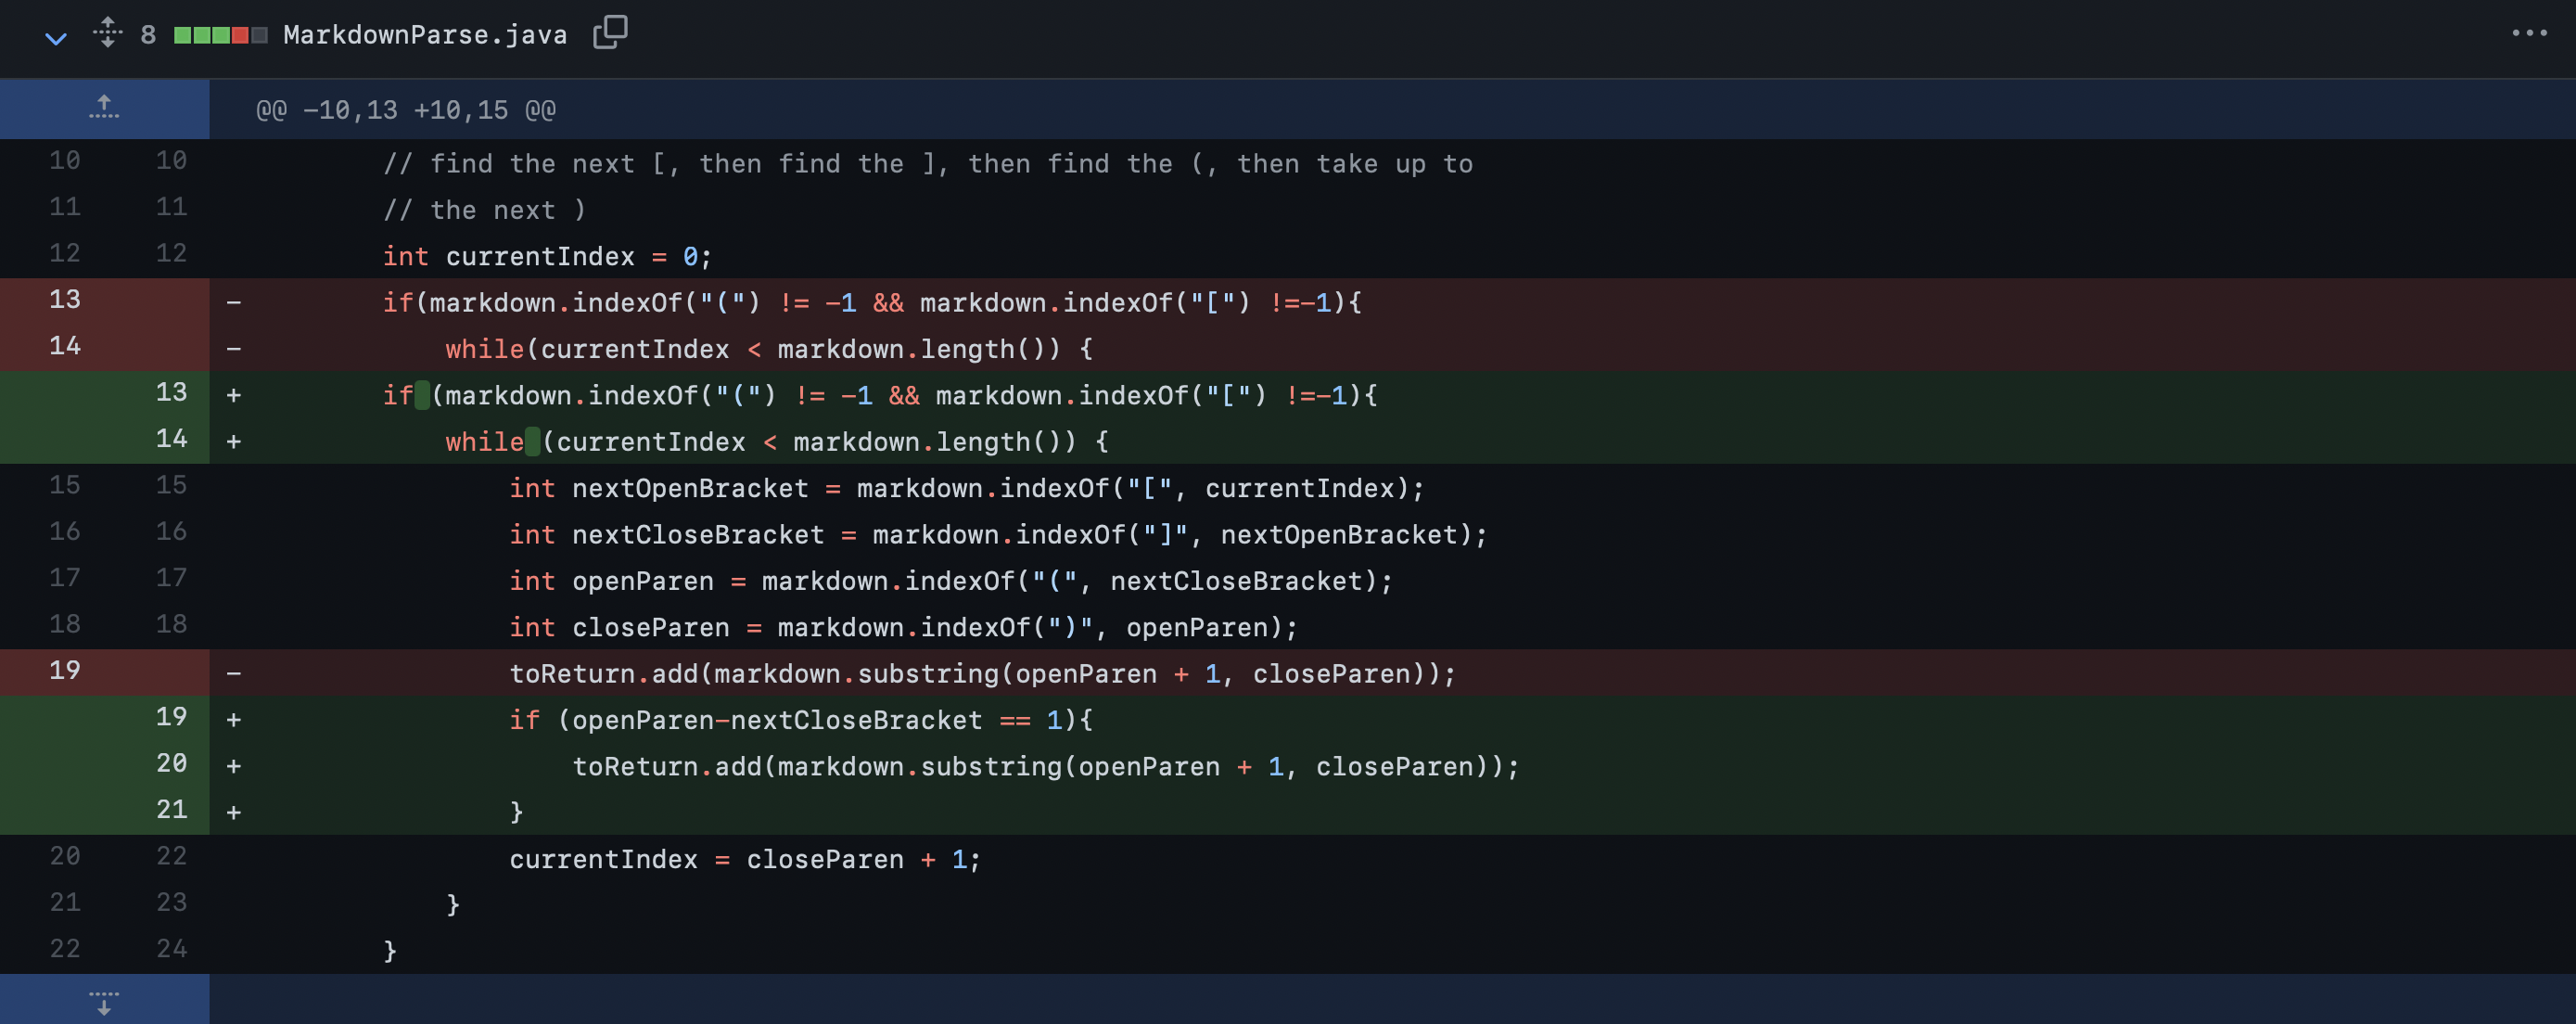 8 MarkdownParse.java
@@ -10,13 +10,15 @@
10 10 // find the next [, then find the ], then find the (, then take up to
11 11 // the next )
12 12 int currentIndex = 0;
13 - if(markdown.indexOf("(") != -1 && markdown.indexOf("[") !=-1){
14 - while(currentIndex < markdown.length()) {
13 + if (markdown.indexOf("(") != -1 && markdown.indexOf("[") !=-1){
14 + while (currentIndex < markdown.length()) {
15 15 int nextOpenBracket = markdown.indexOf("[", currentIndex);
16 16 int nextCloseBracket = markdown.indexOf("]", nextOpenBracket);
17 17 int openParen = markdown.indexOf("(", nextCloseBracket);
18 18 int closeParen = markdown.indexOf(")", openParen);
19 - toReturn.add(markdown.substring(openParen + 1, closeParen));
19 + if (openParen-nextCloseBracket == 1){
20 + toReturn.add(markdown.substring(openParen + 1, closeParen));
21 + }
20 22 currentIndex = closeParen + 1;
21 23 }
22 24 }